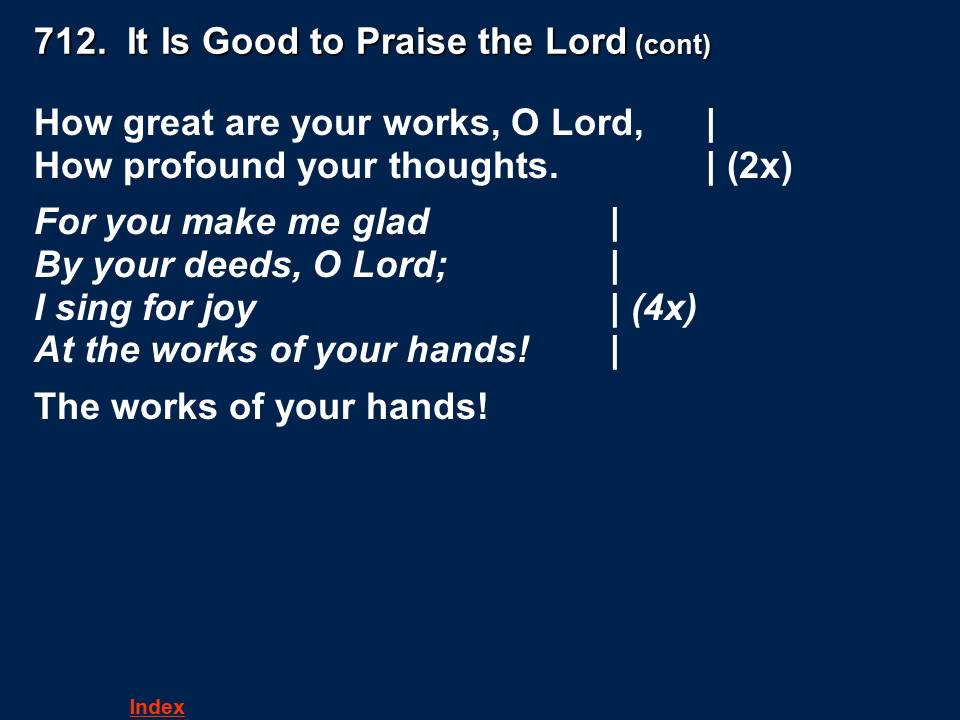 712. It Is Good to Praise the Lord (cont)
How great are your works, O Lord, |
How profound your thoughts. | (2x)
For you make me glad |
By your deeds, O Lord; |
I sing for joy | (4x)
At the works of your hands! |
The works of your hands!
Index